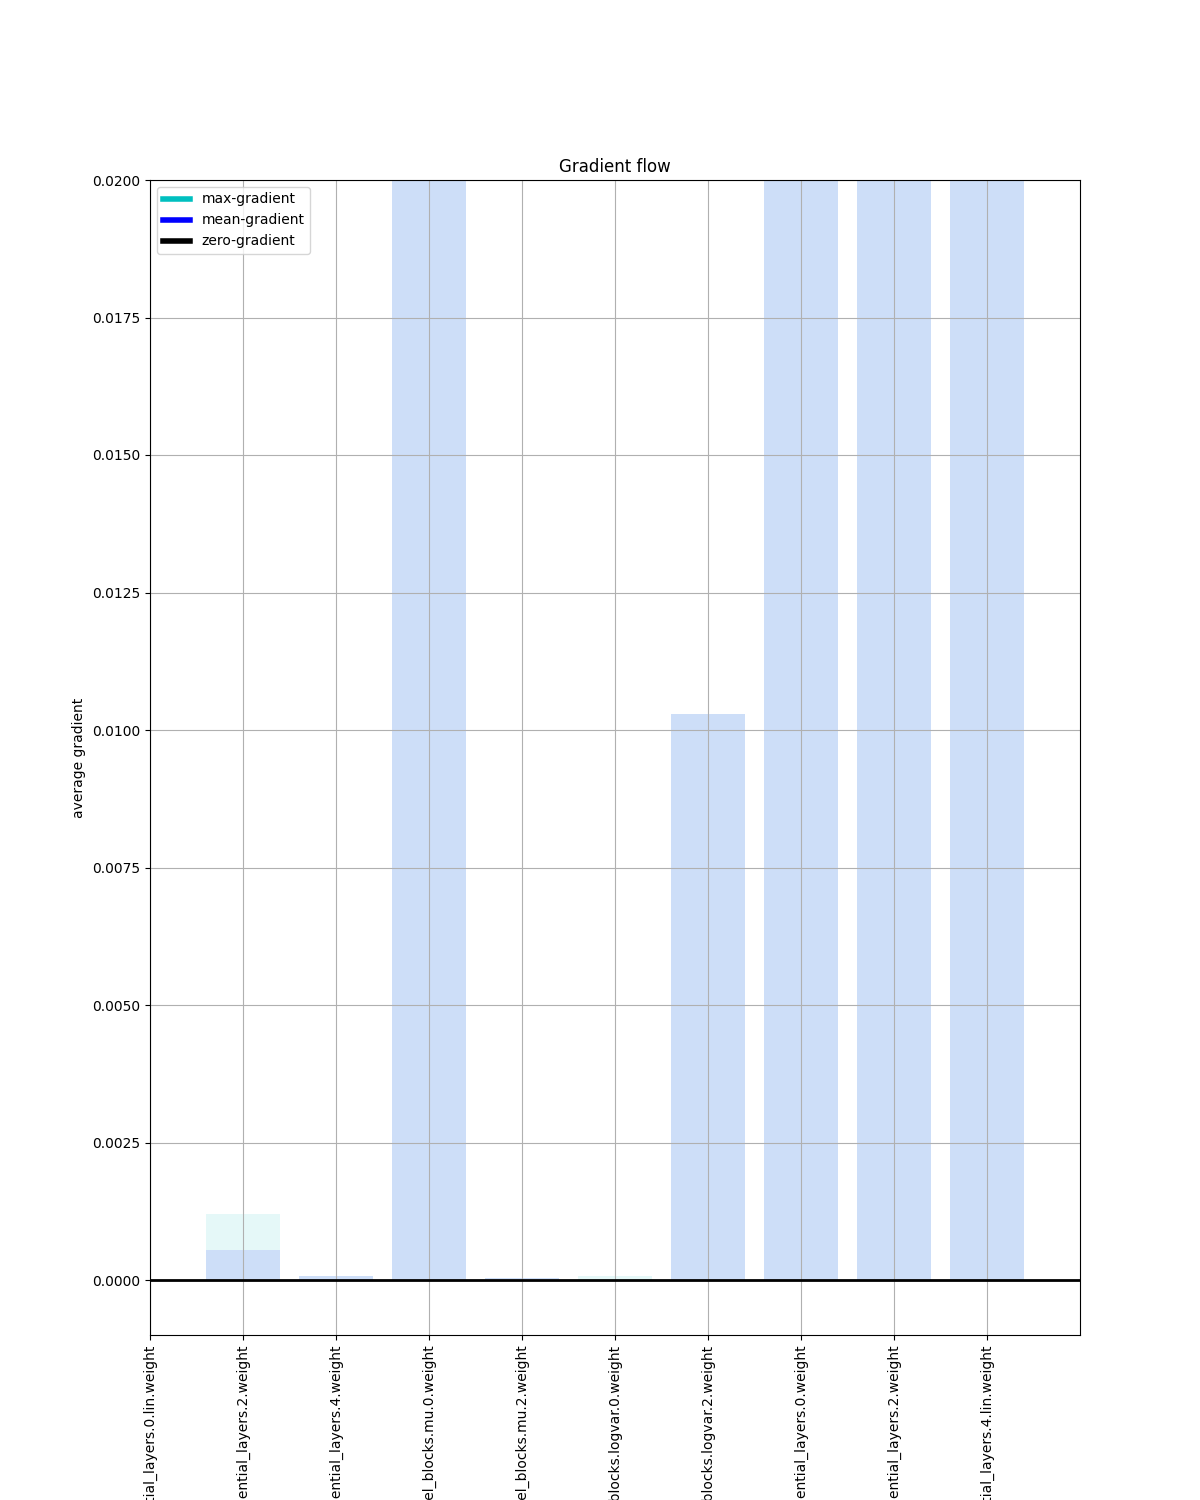 Gradient flow
max-gradient
mean-gradient
zero-gradient
0.0200
0.0175
0.0150
0.0125
0.0100
0.0075
0.0050
0.0025
0.0000
average gradient
tial_layers.0.lin.weight
ential_layers.2.weight
ential_layers.4.weight
el_blocks.mu.0.weight
el_blocks.mu.2.weight
blocks.logvar.0.weight
blocks.logvar.2.weight
ential_layers.0.weight
ential_layers.2.weight
tial_layers.4.lin.weight